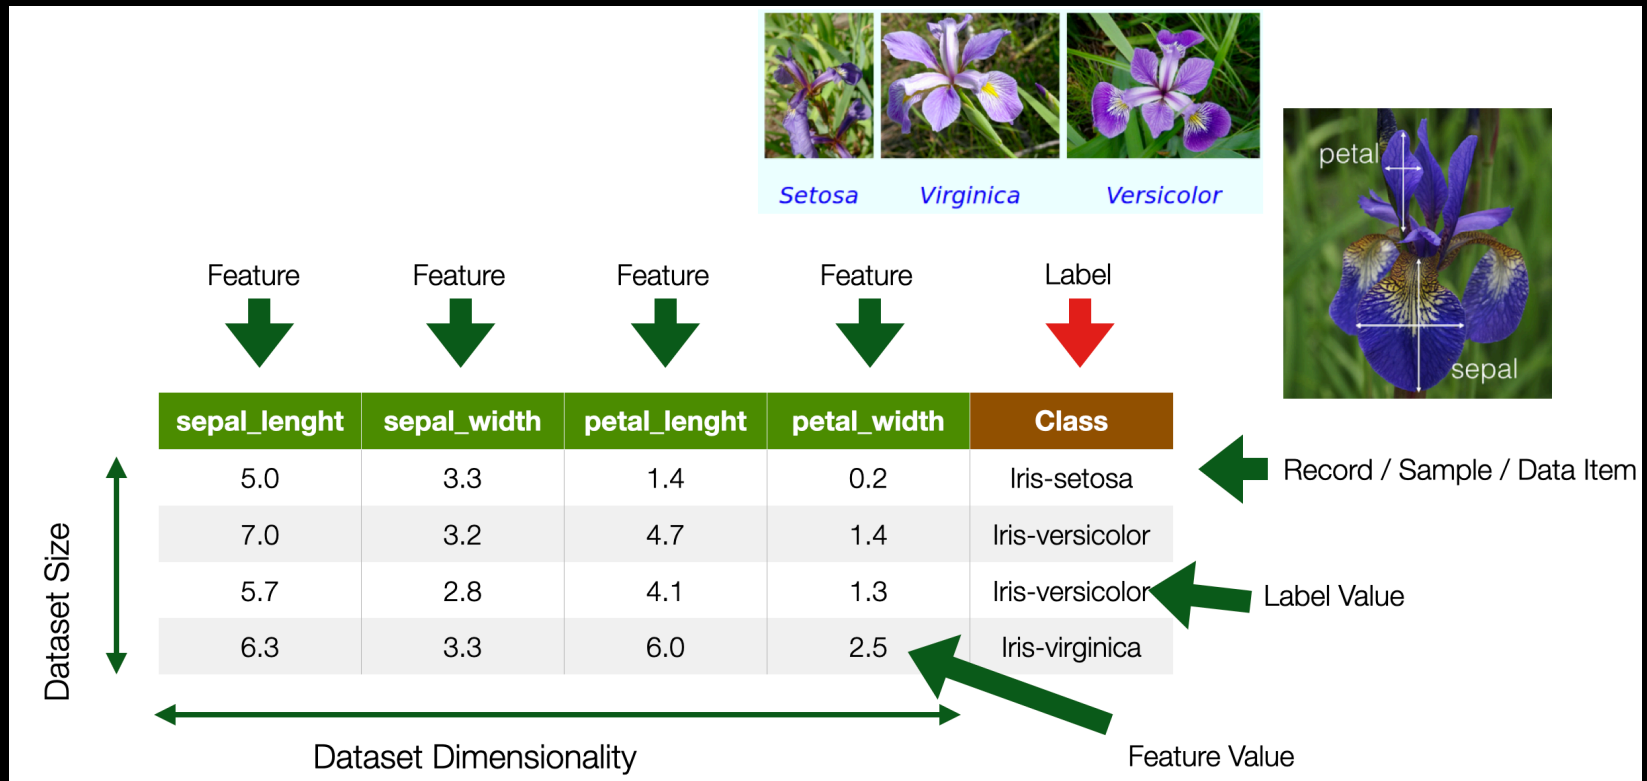 Setosa Virginica Versicolor
petal
sepal
Feature Feature Feature Feature Label
sepal_lenght sepal_width petal_lenght petal_width Class
5.0 3.3 1.4 0.2 Iris-setosa
Record / Sample / Data Item
7.0 3.2 4.7 1.4 Iris-versicolor
5.7 2.8 4.1 1.3 Iris-versicolor
Label Value
6.3 3.3 6.0 2.5 Iris-virginica
Dataset Size
Dataset Dimensionality
Feature Value